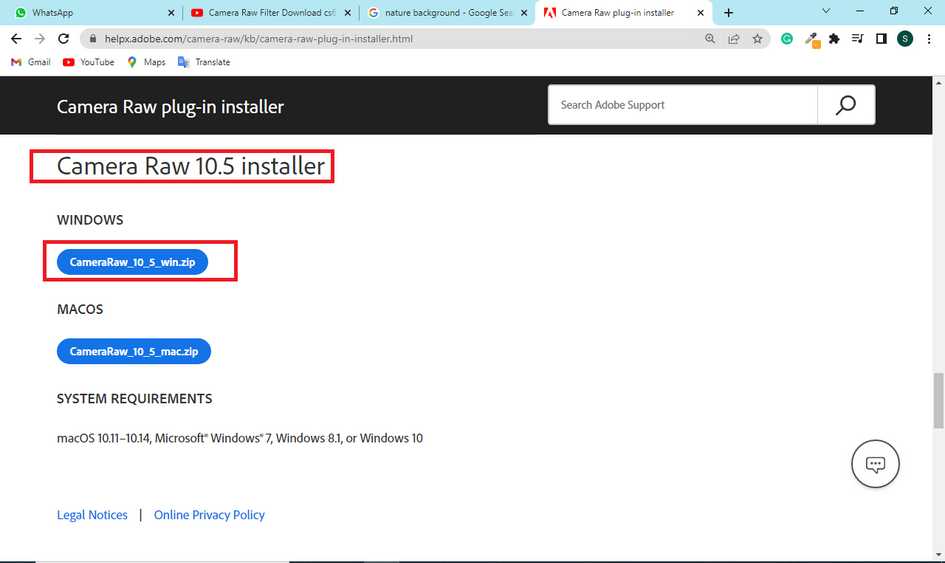 WhatsApp
Camera Raw Filter Download cs6
nature background - Google Sea
Camera Raw plug-in installer
helpx.adobe.com/camera-raw/kb/camera-raw-plug-in-installer.html
S
Gmail
YouTube
Maps
Translate
Camera Raw plug-in installer
Search Adobe Support
Camera Raw 10.5 installer
WINDOWS
CameraRaw_10_5_win.zip
MACOS
CameraRaw_10_5_mac.zip
SYSTEM REQUIREMENTS
macOS 10.11–10.14, Microsoft® Windows® 7, Windows 8.1, or Windows 10
Legal Notices | Online Privacy Policy